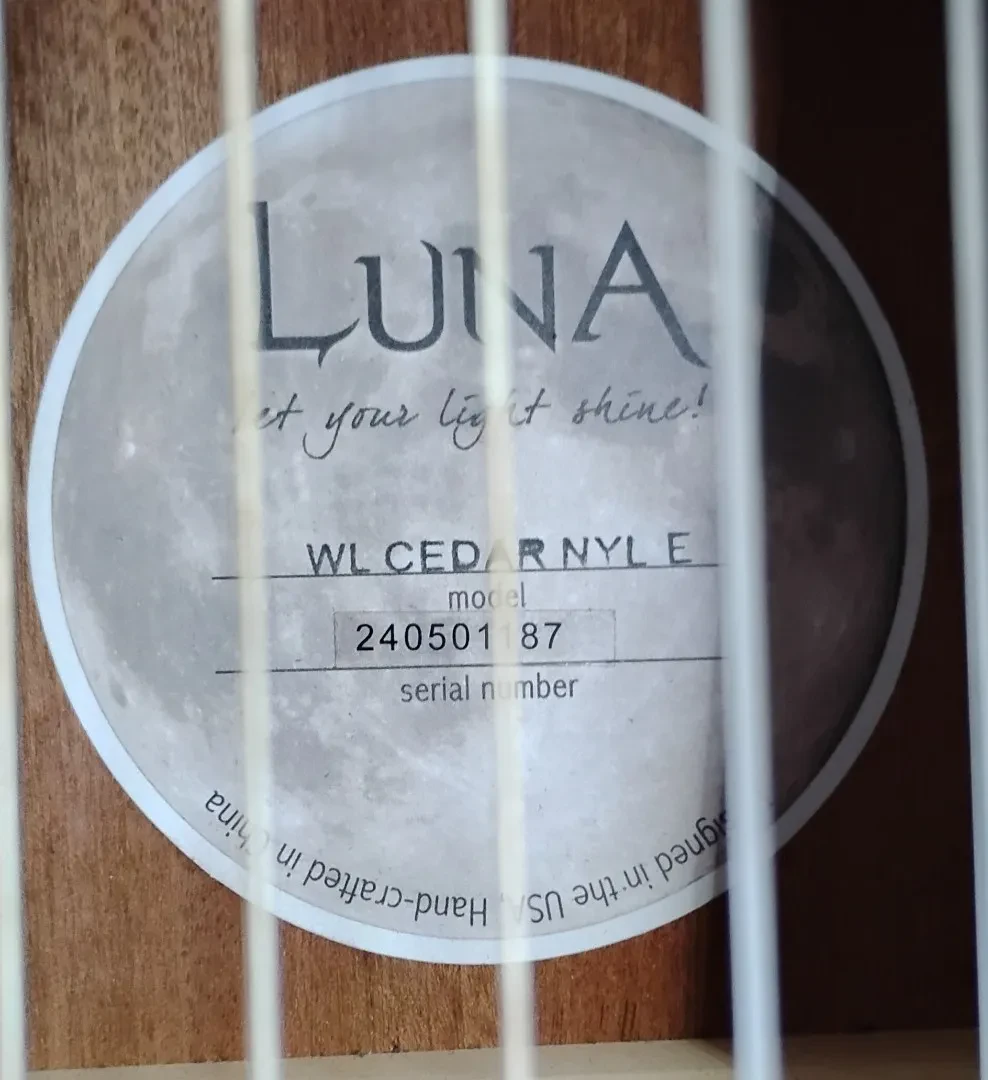 LUNA
let your light shine!
WL CEDAR NYL E
model
240501187
serial number
signed in the USA, Hand-crafted in China